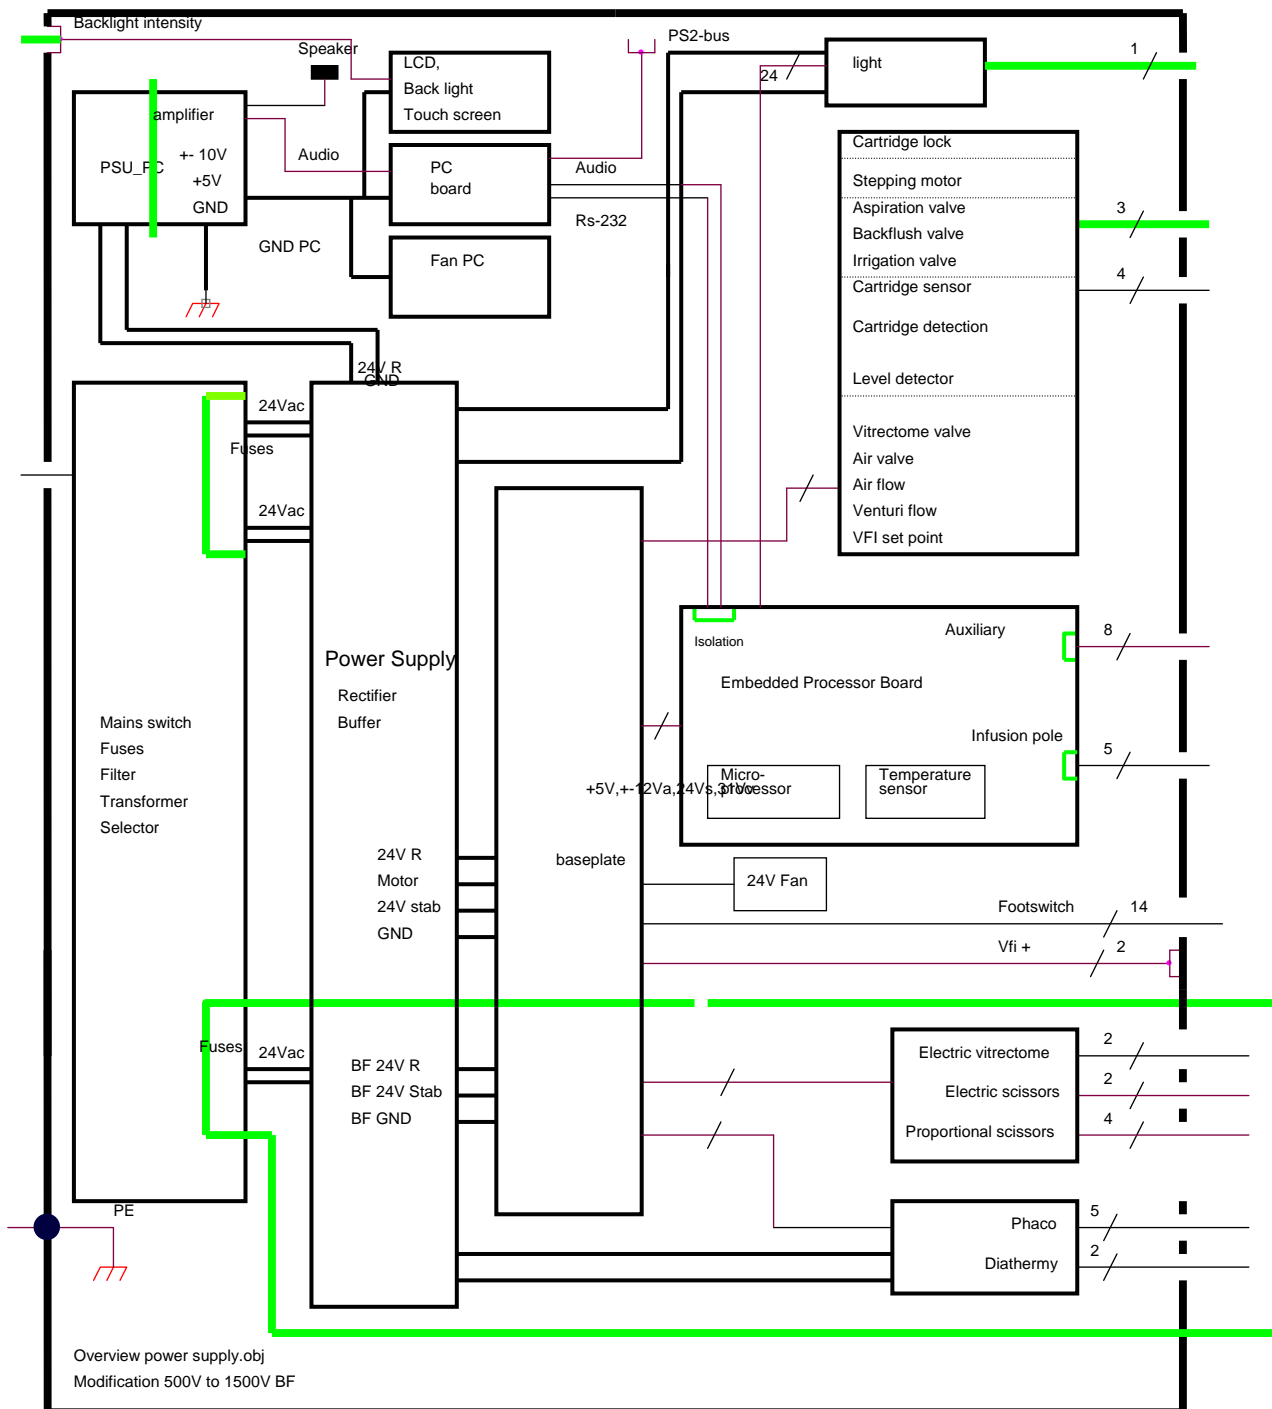 Backlight intensity
Speaker
PS2-bus
LCD,
Back light
Touch screen
24
light
1
amplifier
+- 10V
PSU_PC
+5V
GND
Audio
PC
board
Audio
Rs-232
GND PC
Fan PC
Cartridge lock
Stepping motor
Aspiration valve
Backflush valve
Irrigation valve
Cartridge sensor
Cartridge detection
Level detector
Vitrectome valve
Air valve
Air flow
Venturi flow
VFI set point
3
4
24V R
GND
24Vac
Fuses
24Vac
Power Supply
Rectifier
Buffer
Mains switch
Fuses
Filter
Transformer
Selector
Isolation
Auxiliary
8
Embedded Processor Board
Infusion pole
5
Micro-
processor
Temperature
sensor
+5V,+-12Va,24Vs,31Vv
baseplate
24V R
Motor
24V stab
GND
24V Fan
Footswitch
14
Vfi +
2
Fuses
24Vac
BF 24V R
BF 24V Stab
BF GND
Electric vitrectome
2
Electric scissors
2
Proportional scissors
4
PE
Phaco
5
Diathermy
2
Overview power supply.obj
Modification 500V to 1500V BF